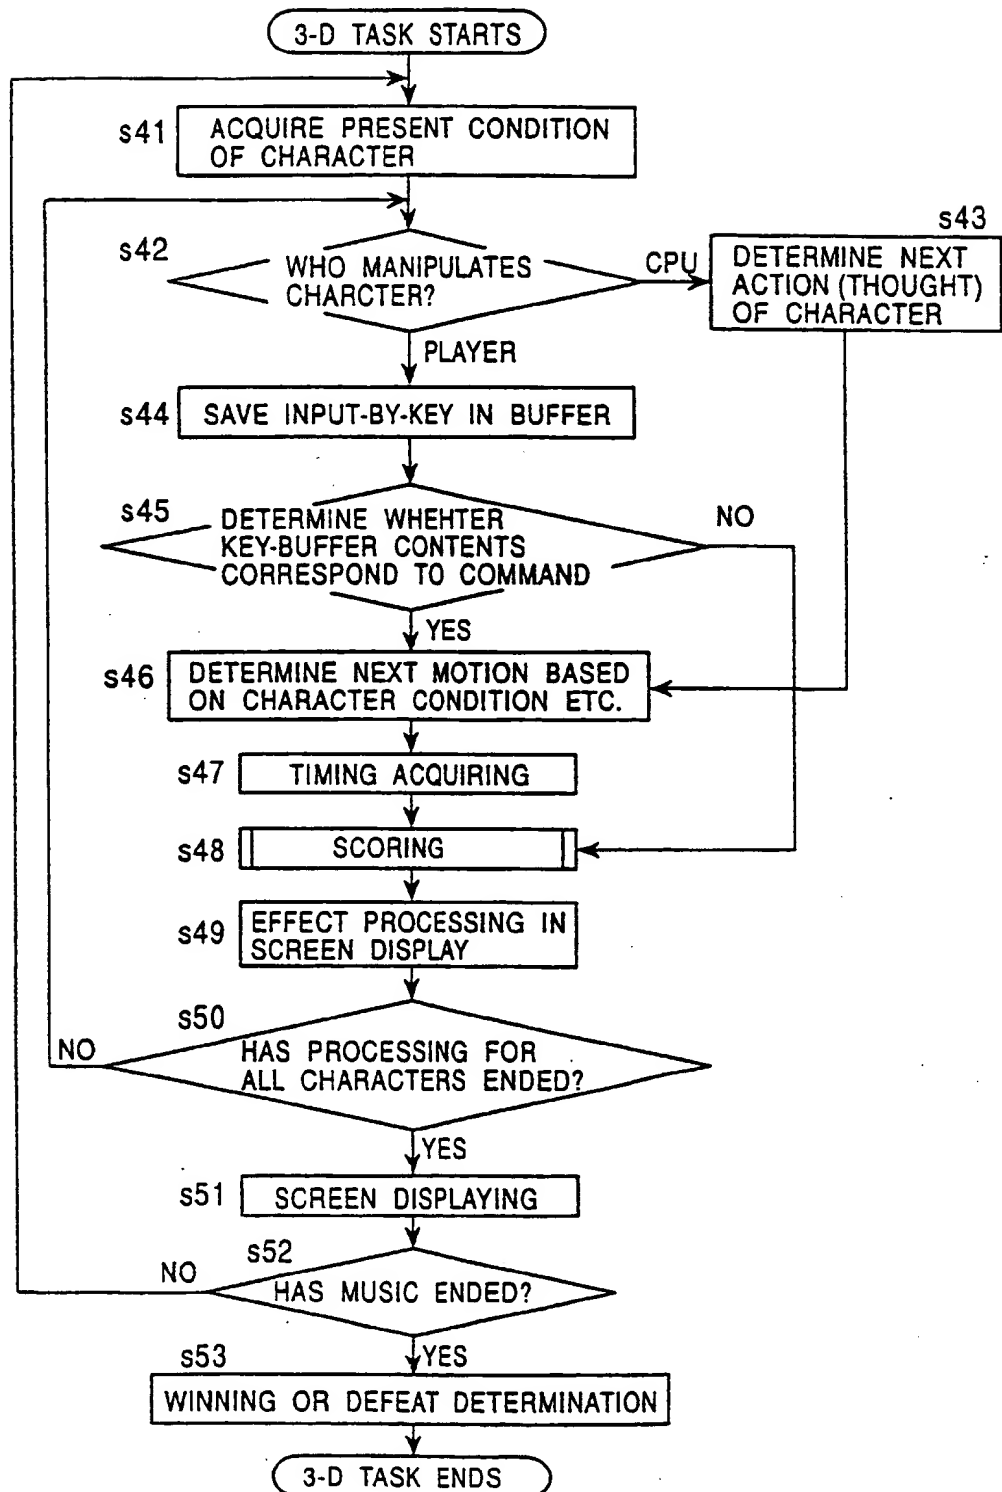 3-D TASK STARTS
s41
ACQUIRE PRESENT CONDITION
OF CHARACTER
s42
WHO MANIPULATES
CHARCTER?
CPU
s43
DETERMINE NEXT
ACTION (THOUGHT)
OF CHARACTER
PLAYER
s44
SAVE INPUT-BY-KEY IN BUFFER
s45
DETERMINE WHEHTER
KEY-BUFFER CONTENTS
CORRESPOND TO COMMAND
NO
YES
s46
DETERMINE NEXT MOTION BASED
ON CHARACTER CONDITION ETC.
s47
TIMING ACQUIRING
s48
SCORING
s49
EFFECT PROCESSING IN
SCREEN DISPLAY
s50
NO
HAS PROCESSING FOR
ALL CHARACTERS ENDED?
YES
s51
SCREEN DISPLAYING
s52
NO
HAS MUSIC ENDED?
YES
s53
WINNING OR DEFEAT DETERMINATION
3-D TASK ENDS